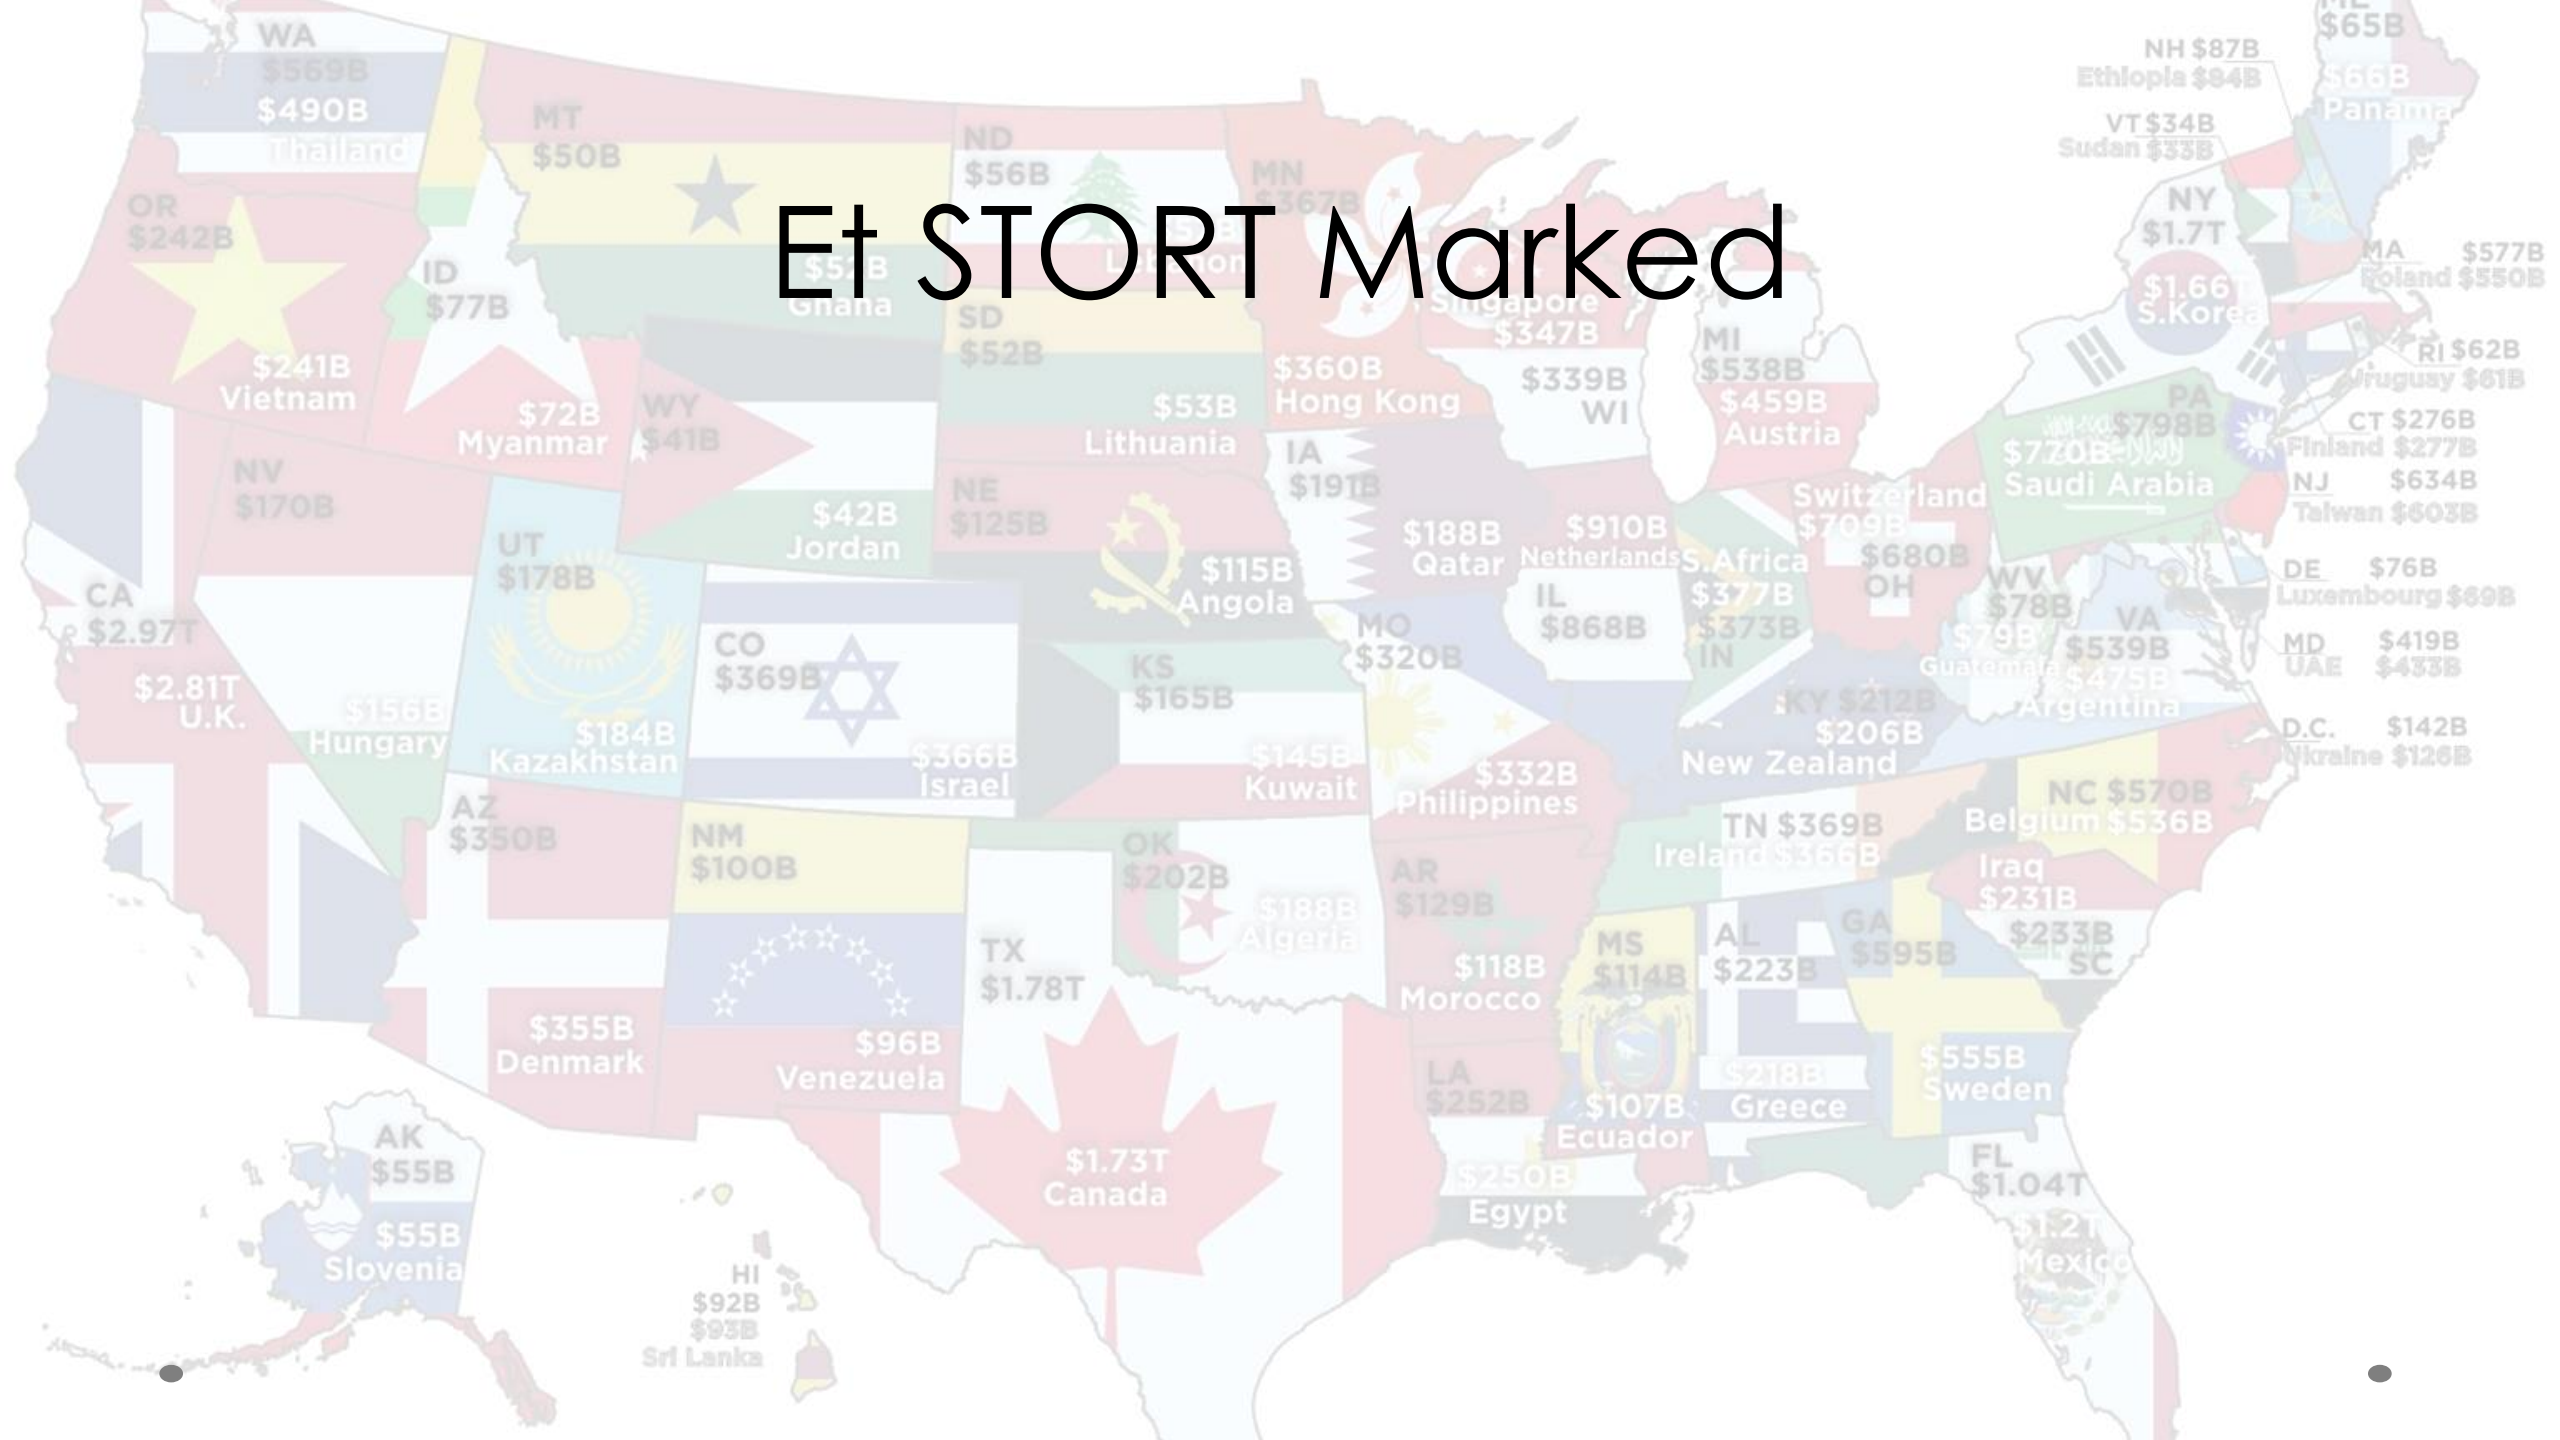 Et STORT Marked
WA
$569B
$490B
Thailand
OR
$242B
$241B
Vietnam
ID
$77B
$72B
Myanmar
MT
$50B
$52B
Ghana
ND
$56B
Lebanon
SD
$52B
$53B
Lithuania
MN
$367B
$360B
Hong Kong
Singapore
$347B
$339B
WI
MI
$538B
$459B
Austria
WY
$41B
$42B
Jordan
NE
$125B
$115B
Angola
IA
$191B
$188B
Qatar
$910B
Netherlands
IL
$868B
S.Africa
$377B
$373B
IN
Switzerland
$709B
$680B
OH
NV
$170B
$156B
Hungary
UT
$178B
$184B
Kazakhstan
CA
$2.97T
$2.81T
U.K.
CO
$369B
$366B
Israel
KS
$165B
$145B
Kuwait
MO
$320B
$332B
Philippines
KY $212B
$206B
New Zealand
WV
$78B
$79B
Guatemala
VA
$539B
$475B
Argentina
AZ
$350B
$355B
Denmark
NM
$100B
$96B
Venezuela
OK
$202B
$188B
Algeria
TX
$1.78T
$1.73T
Canada
AR
$129B
$118B
Morocco
LA
$252B
$250B
Egypt
MS
$114B
$107B
Ecuador
AL
$223B
$218B
Greece
GA
$595B
$555B
Sweden
TN $369B
Ireland $366B
NC $570B
Belgium $536B
Iraq
$231B
$233B
SC
FL
$1.04T
$1.2T
Mexico
AK
$55B
$55B
Slovenia
HI
$92B
$93B
Sri Lanka
$65B
$66B
Panama
NH $87B
Ethiopia $84B
VT $34B
Sudan $33B
NY
$1.7T
$1.66T
S.Korea
MA $577B
Poland $550B
RI $62B
Uruguay $61B
CT $276B
Finland $277B
PA
$798B
$770B
Saudi Arabia
NJ $634B
Taiwan $603B
DE $76B
Luxembourg $69B
MD $419B
UAE $433B
D.C. $142B
Ukraine $126B